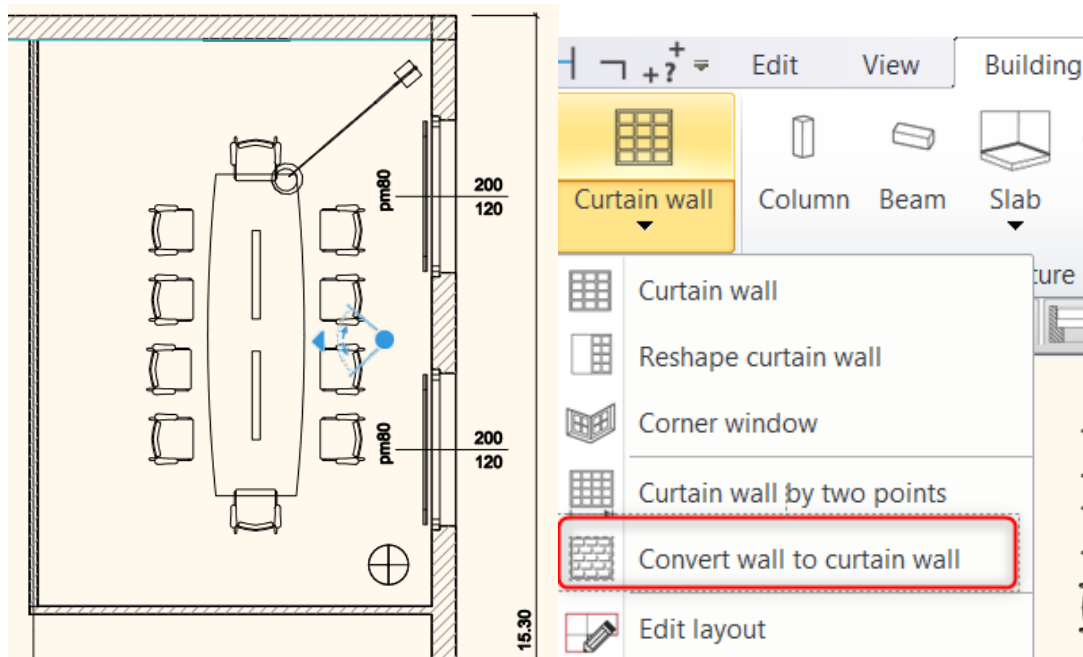 pm80
200
120
pm80
200
120
15.30
+?+
Edit View Building
Curtain wall Column Beam Slab
Curtain wall
Reshape curtain wall
Corner window
Curtain wall by two points
Convert wall to curtain wall
Edit layout